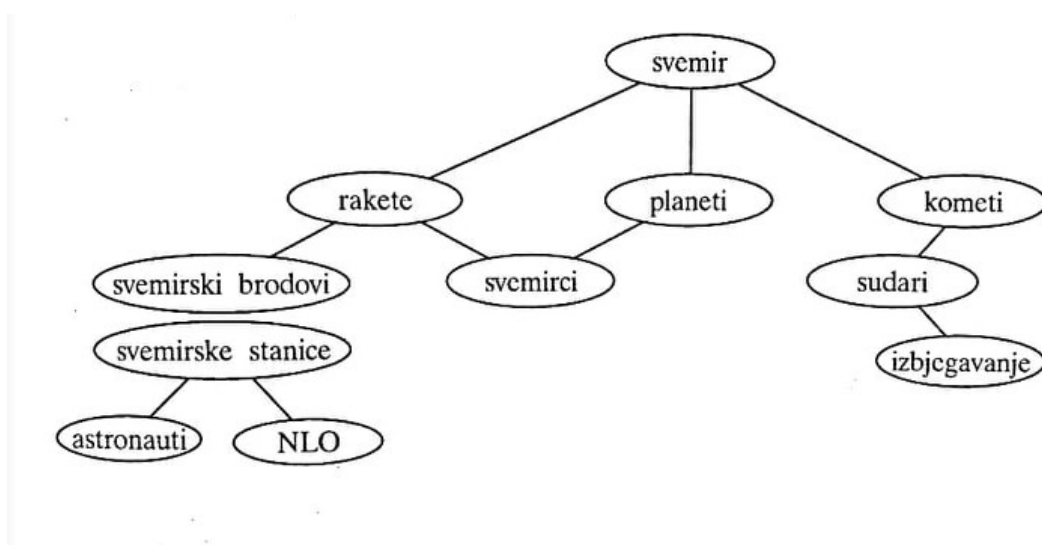 svemir
rakete
planeti
kometi
svemirski brodovi
svemirci
sudari
svemirske stanice
izbjegavanje
astronauti
NLO